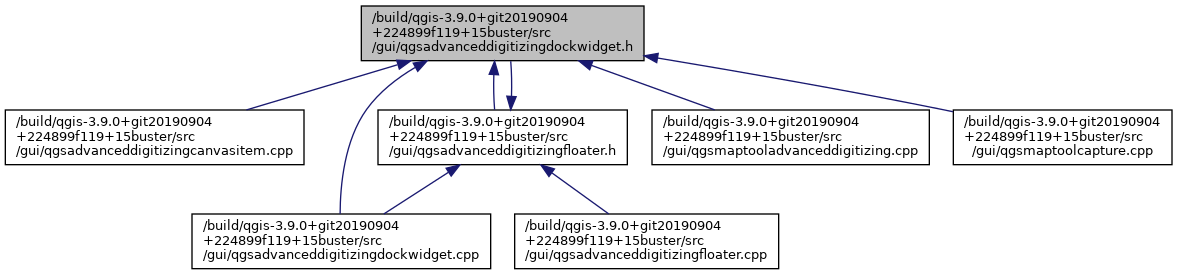 /build/qgis-3.9.0+git20190904
+224899f119+15buster/src
/gui/qgsadvanceddigitizingdockwidget.h
/build/qgis-3.9.0+git20190904
+224899f119+15buster/src
/gui/qgsadvanceddigitizingcanvasitem.cpp
/build/qgis-3.9.0+git20190904
+224899f119+15buster/src
/gui/qgsadvanceddigitizingfloater.h
/build/qgis-3.9.0+git20190904
+224899f119+15buster/src
/gui/qgsmaptooladvanceddigitizing.cpp
/build/qgis-3.9.0+git20190904
+224899f119+15buster/src
/gui/qgsmaptoolcapture.cpp
/build/qgis-3.9.0+git20190904
+224899f119+15buster/src
/gui/qgsadvanceddigitizingdockwidget.cpp
/build/qgis-3.9.0+git20190904
+224899f119+15buster/src
/gui/qgsadvanceddigitizingfloater.cpp